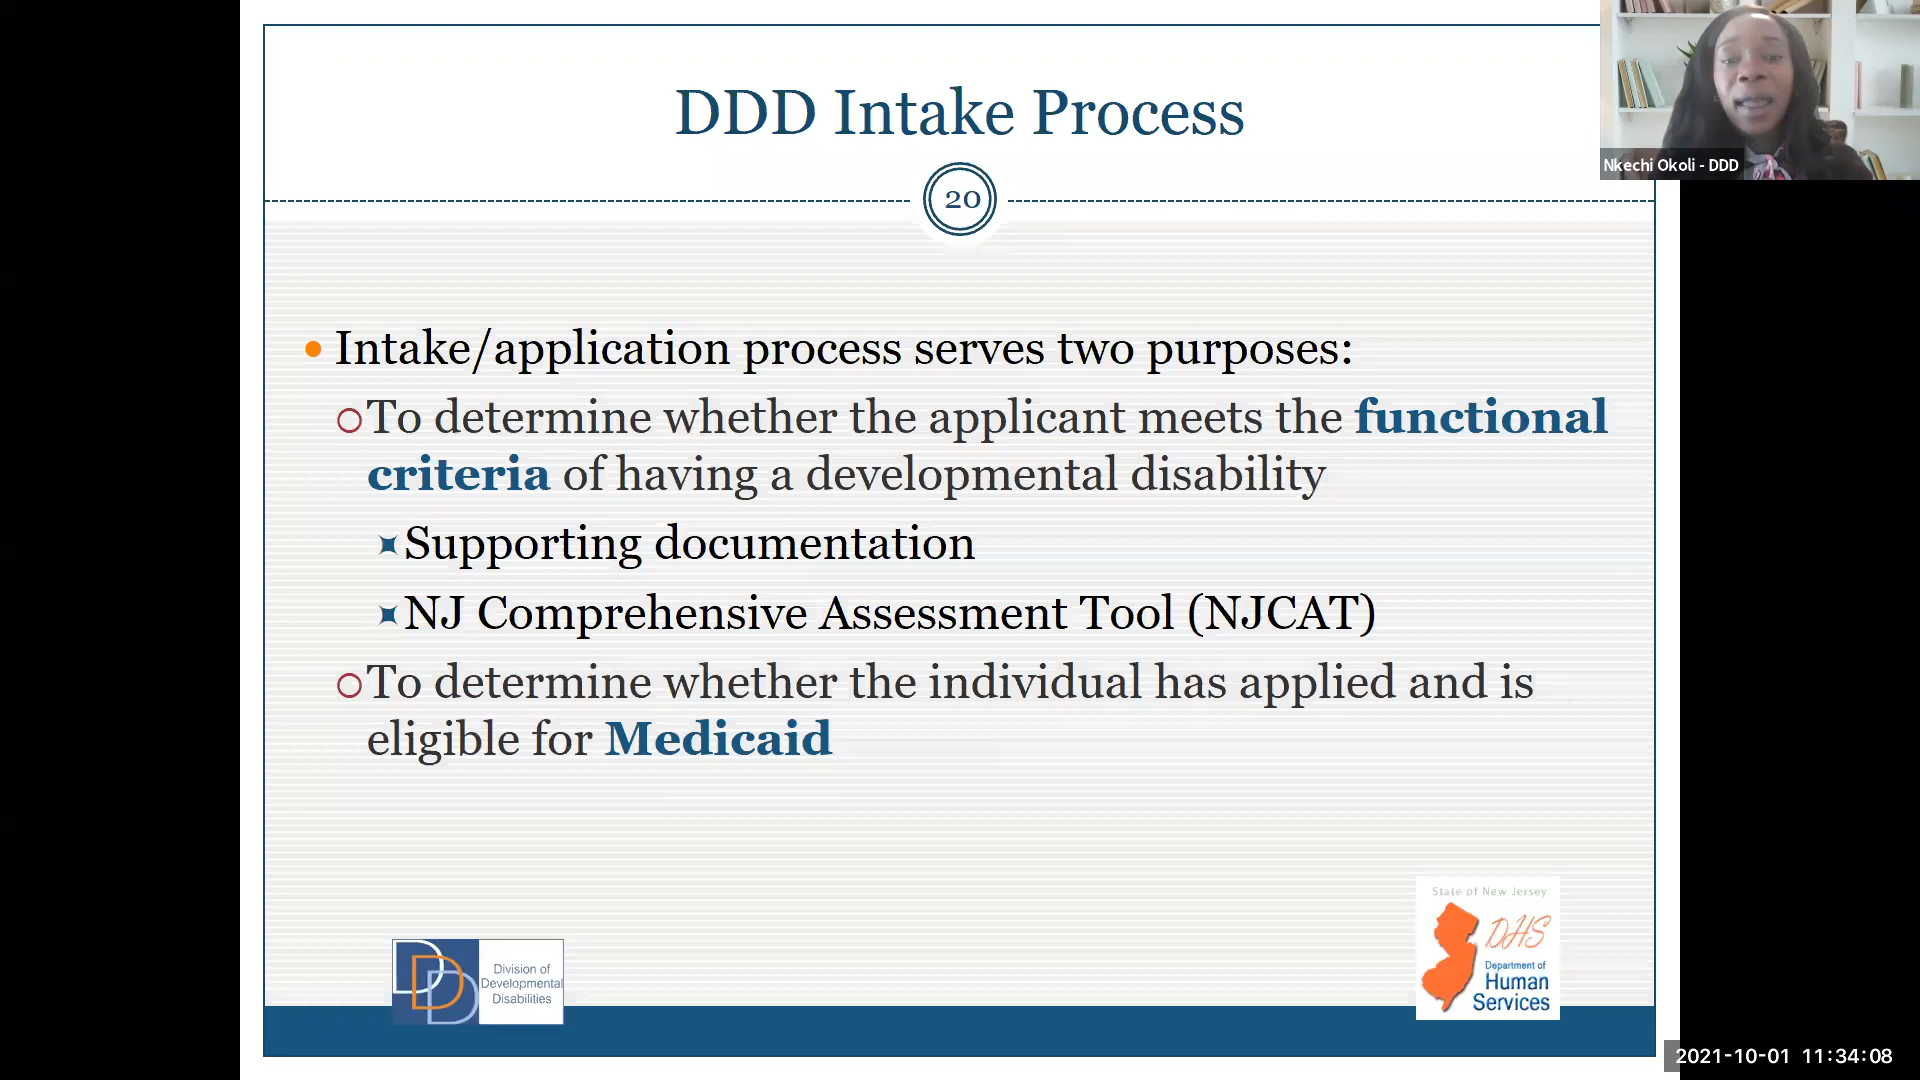 DDD Intake Process
20
Nkechi Okoli - DDD
Intake/application process serves two purposes:
To determine whether the applicant meets the functional
criteria of having a developmental disability
Supporting documentation
NJ Comprehensive Assessment Tool (NJCAT)
To determine whether the individual has applied and is
eligible for Medicaid
DDD
Division of
Developmental
Disabilities
State of New Jersey
DHS
Department of
Human
Services
2021-10-01 11:34:08